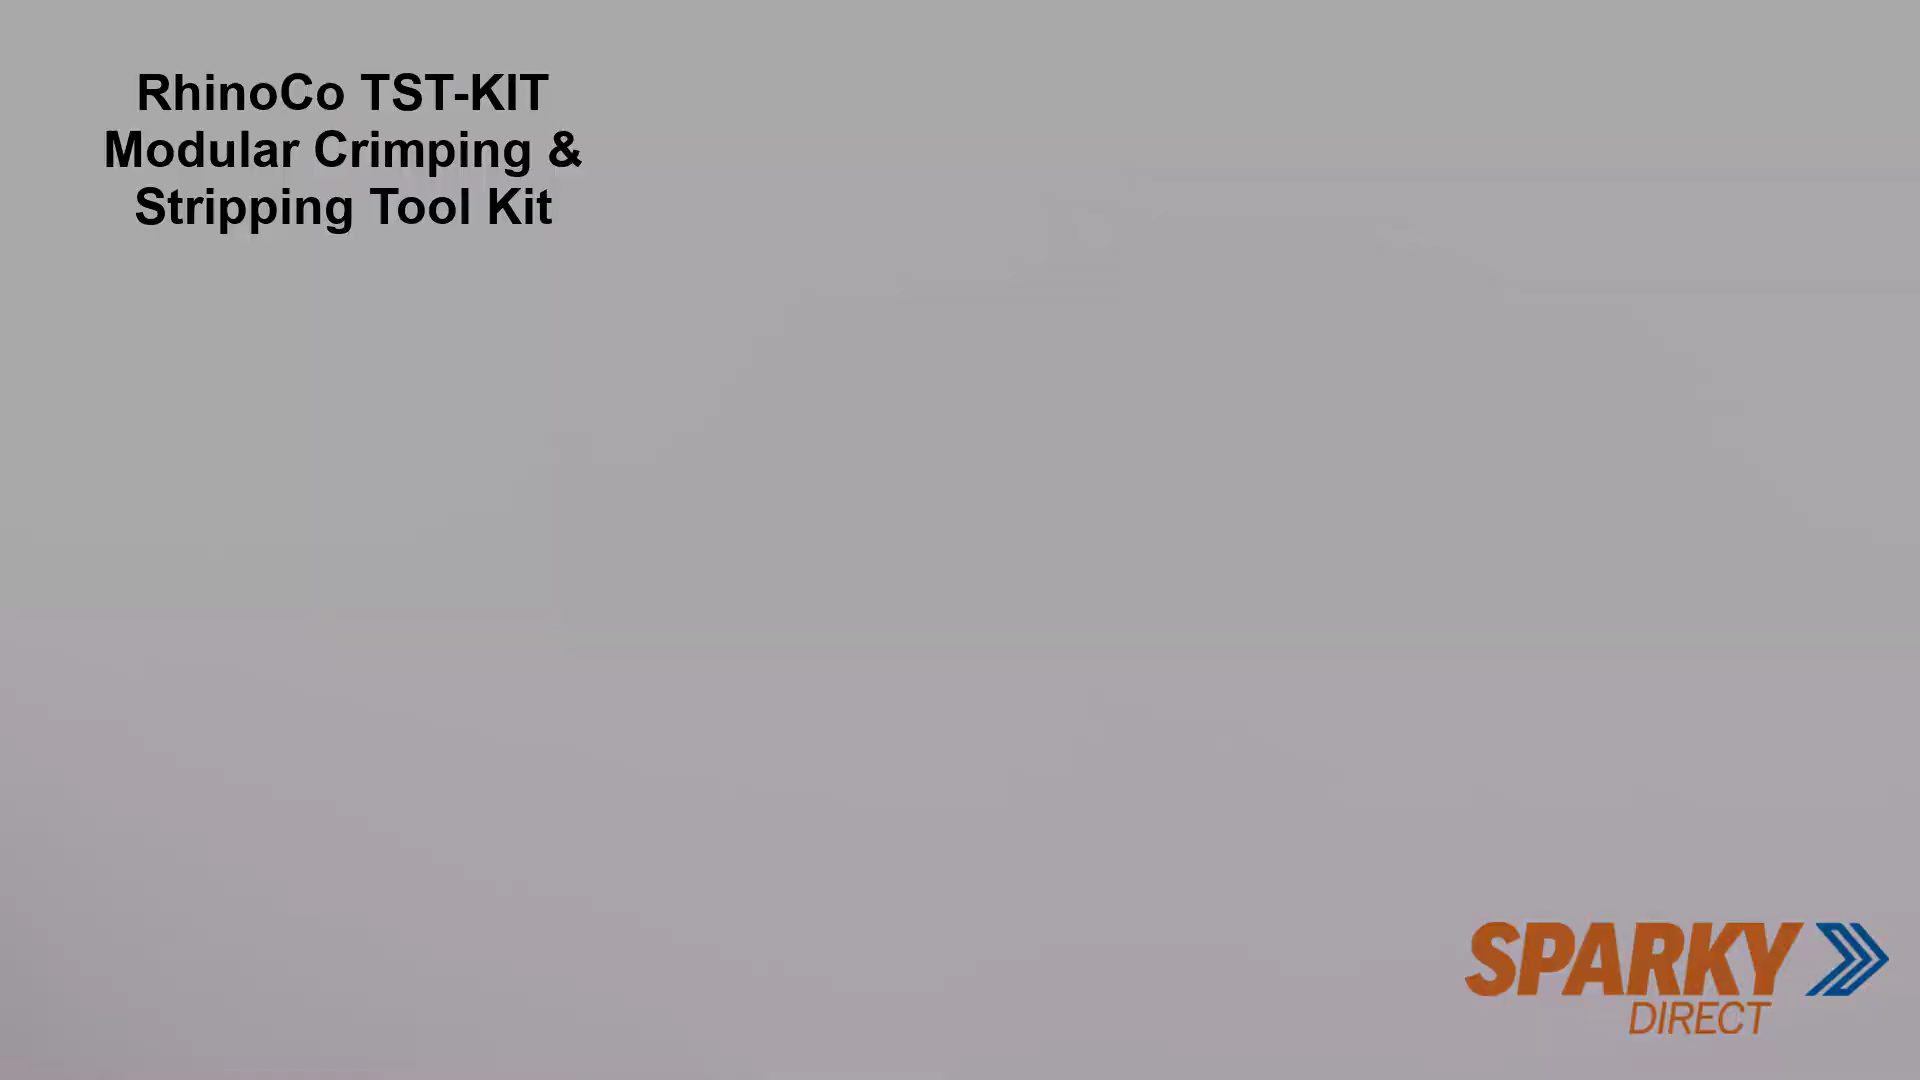 RhinoCo TST-KIT
Modular Crimping &
Stripping Tool Kit
SPARKY
DIRECT